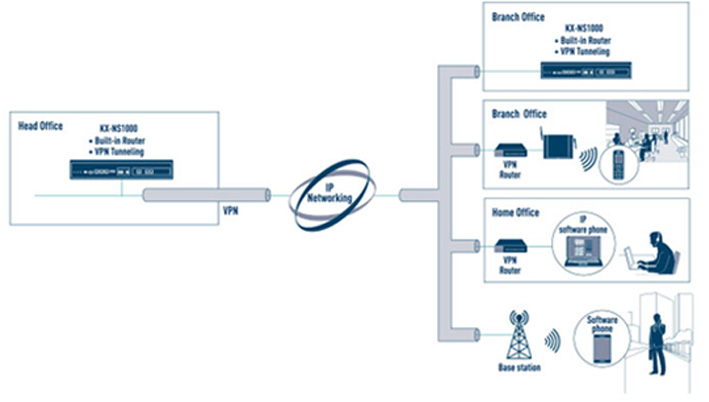 Head Office
KX-NS1000
• Built-in Router
• VPN Tunneling
VPN
IP
Networking
Branch Office
KX-NS1000
• Built-in Router
• VPN Tunneling
Branch Office
VPN
Router
Home Office
IP
software phone
VPN
Router
Software
phone
Base station